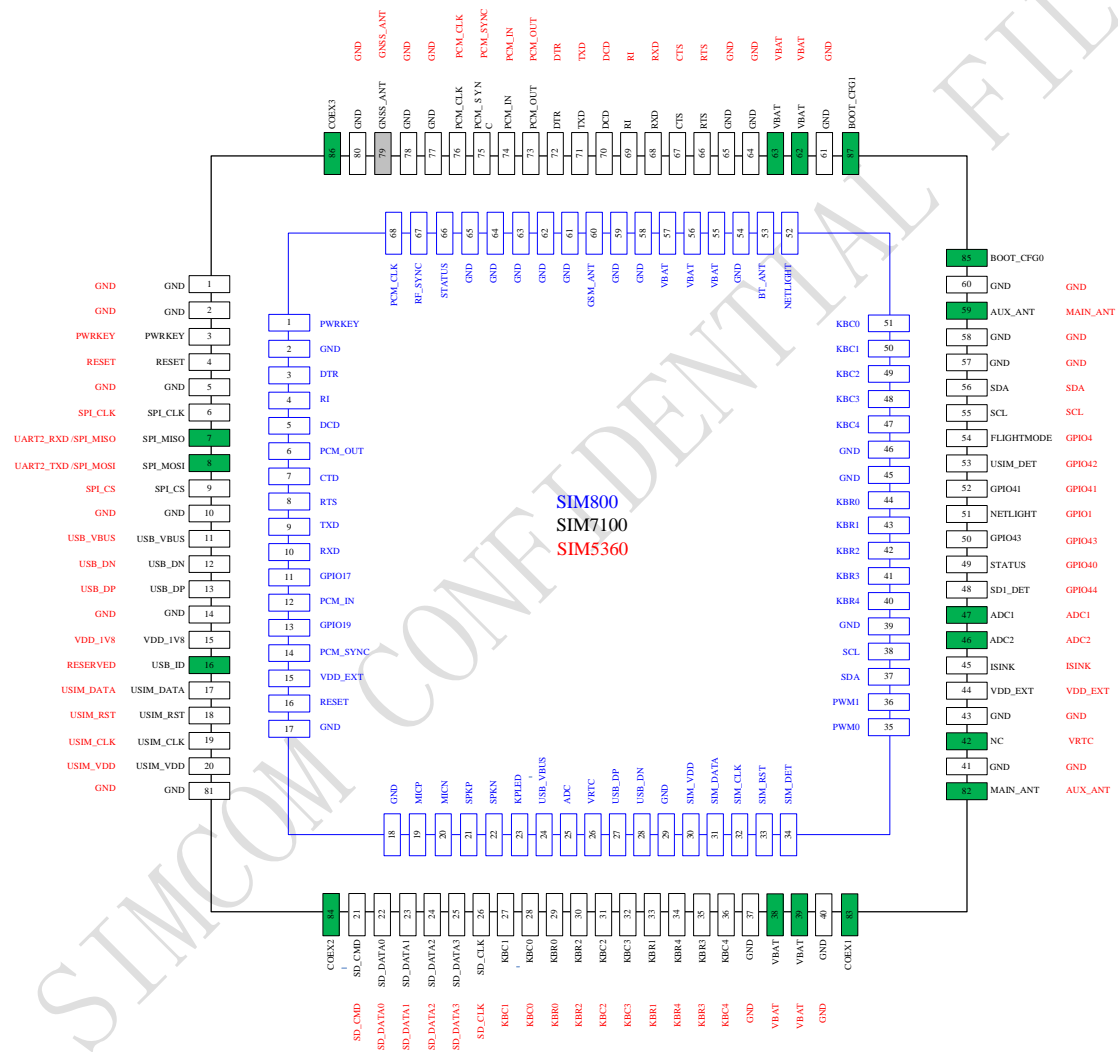 GND GNSS_ANT GND GND PCM_CLK PCM_SYNC PCM_IN PCM_OUT DTR TXD DCD RI RXD CTS RTS GND GND VBAT VBAT GND
COEX3 GND GNSS_ANT GND GND PCM_CLK PCM_SYNC PCM_IN PCM_OUT DTR TXD DCD RI RXD CTS RTS GND GND VBAT VBAT GND BOOT_CFG1
86 80 79 78 77 76 75 74 73 72 71 70 69 68 67 66 65 64 63 62 61 87
68 67 66 65 64 63 62 61 60 59 58 57 56 55 54 53 52
PCM_CLK RF_SYNC STATUS GND GND GND GND GND GSM_ANT GND GND VBAT VBAT VBAT GND BT_ANT NETLIGHT
GND GND 1
GND GND 2
PWRKEY PWRKEY 3
RESET RESET 4
GND GND 5
SPI_CLK SPI_CLK 6
UART2_RXD /SPI_MISO SPI_MISO 7
UART2_TXD /SPI_MOSI SPI_MOSI 8
SPI_CS SPI_CS 9
GND GND 10
USB_VBUS USB_VBUS 11
USB_DN USB_DN 12
USB_DP USB_DP 13
GND GND 14
VDD_1V8 VDD_1V8 15
RESERVED USB_ID 16
USIM_DATA USIM_DATA 17
USIM_RST USIM_RST 18
USIM_CLK USIM_CLK 19
USIM_VDD USIM_VDD 20
GND GND 81
1 PWRKEY
2 GND
3 DTR
4 RI
5 DCD
6 PCM_OUT
7 CTD
8 RTS
9 TXD
10 RXD
11 GPIO17
12 PCM_IN
13 GPIO19
14 PCM_SYNC
15 VDD_EXT
16 RESET
17 GND
SIM800
SIM7100
SIM5360
KBC0 51
KBC1 50
KBC2 49
KBC3 48
KBC4 47
GND 46
GND 45
KBR0 44
KBR1 43
KBR2 42
KBR3 41
KBR4 40
GND 39
SCL 38
SDA 37
PWM1 36
PWM0 35
85 BOOT_CFG0
60 GND GND
59 AUX_ANT MAIN_ANT
58 GND GND
57 GND GND
56 SDA SDA
55 SCL SCL
54 FLIGHTMODE GPIO4
53 USIM_DET GPIO42
52 GPIO41 GPIO41
51 NETLIGHT GPIO1
50 GPIO43 GPIO43
49 STATUS GPIO40
48 SD1_DET GPIO44
47 ADC1 ADC1
46 ADC2 ADC2
45 ISINK ISINK
44 VDD_EXT VDD_EXT
43 GND GND
42 NC VRTC
41 GND GND
82 MAIN_ANT AUX_ANT
GND MICP MICN SPKP SPKN KPLED USB_VBUS ADC VRTC USB_DP USB_DN GND SIM_VDD SIM_DATA SIM_CLK SIM_RST SIM_DET
18 19 20 21 22 23 24 25 26 27 28 29 30 31 32 33 34
84 21 22 23 24 25 26 27 28 29 30 31 32 33 34 35 36 37 38 39 40 83
COEX2 SD_CMD SD_DATA0 SD_DATA1 SD_DATA2 SD_DATA3 SD_CLK KBC1 KBC0 KBR0 KBR2 KBC2 KBC3 KBR1 KBR4 KBR3 KBC4 GND VBAT VBAT GND COEX1
SD_CMD SD_DATA0 SD_DATA1 SD_DATA2 SD_DATA3 SD_CLK KBC1 KBC0 KBR0 KBR2 KBC2 KBC3 KBR1 KBR4 KBR3 KBC4 GND VBAT VBAT GND
SIMCOM CONFIDENTIAL FIL